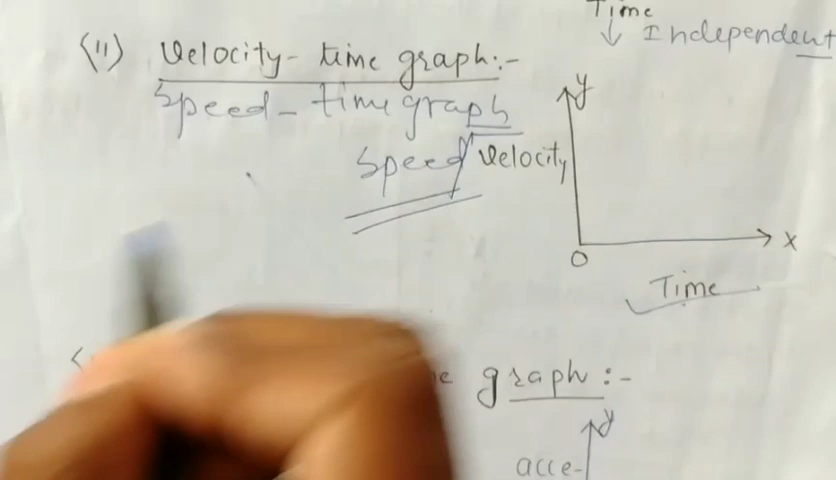 Time
↓ Independent
(ii) Velocity - time graph:-
Speed - time graph
y
Speed/Velocity
x
O
Time
graph :-
y
acce-